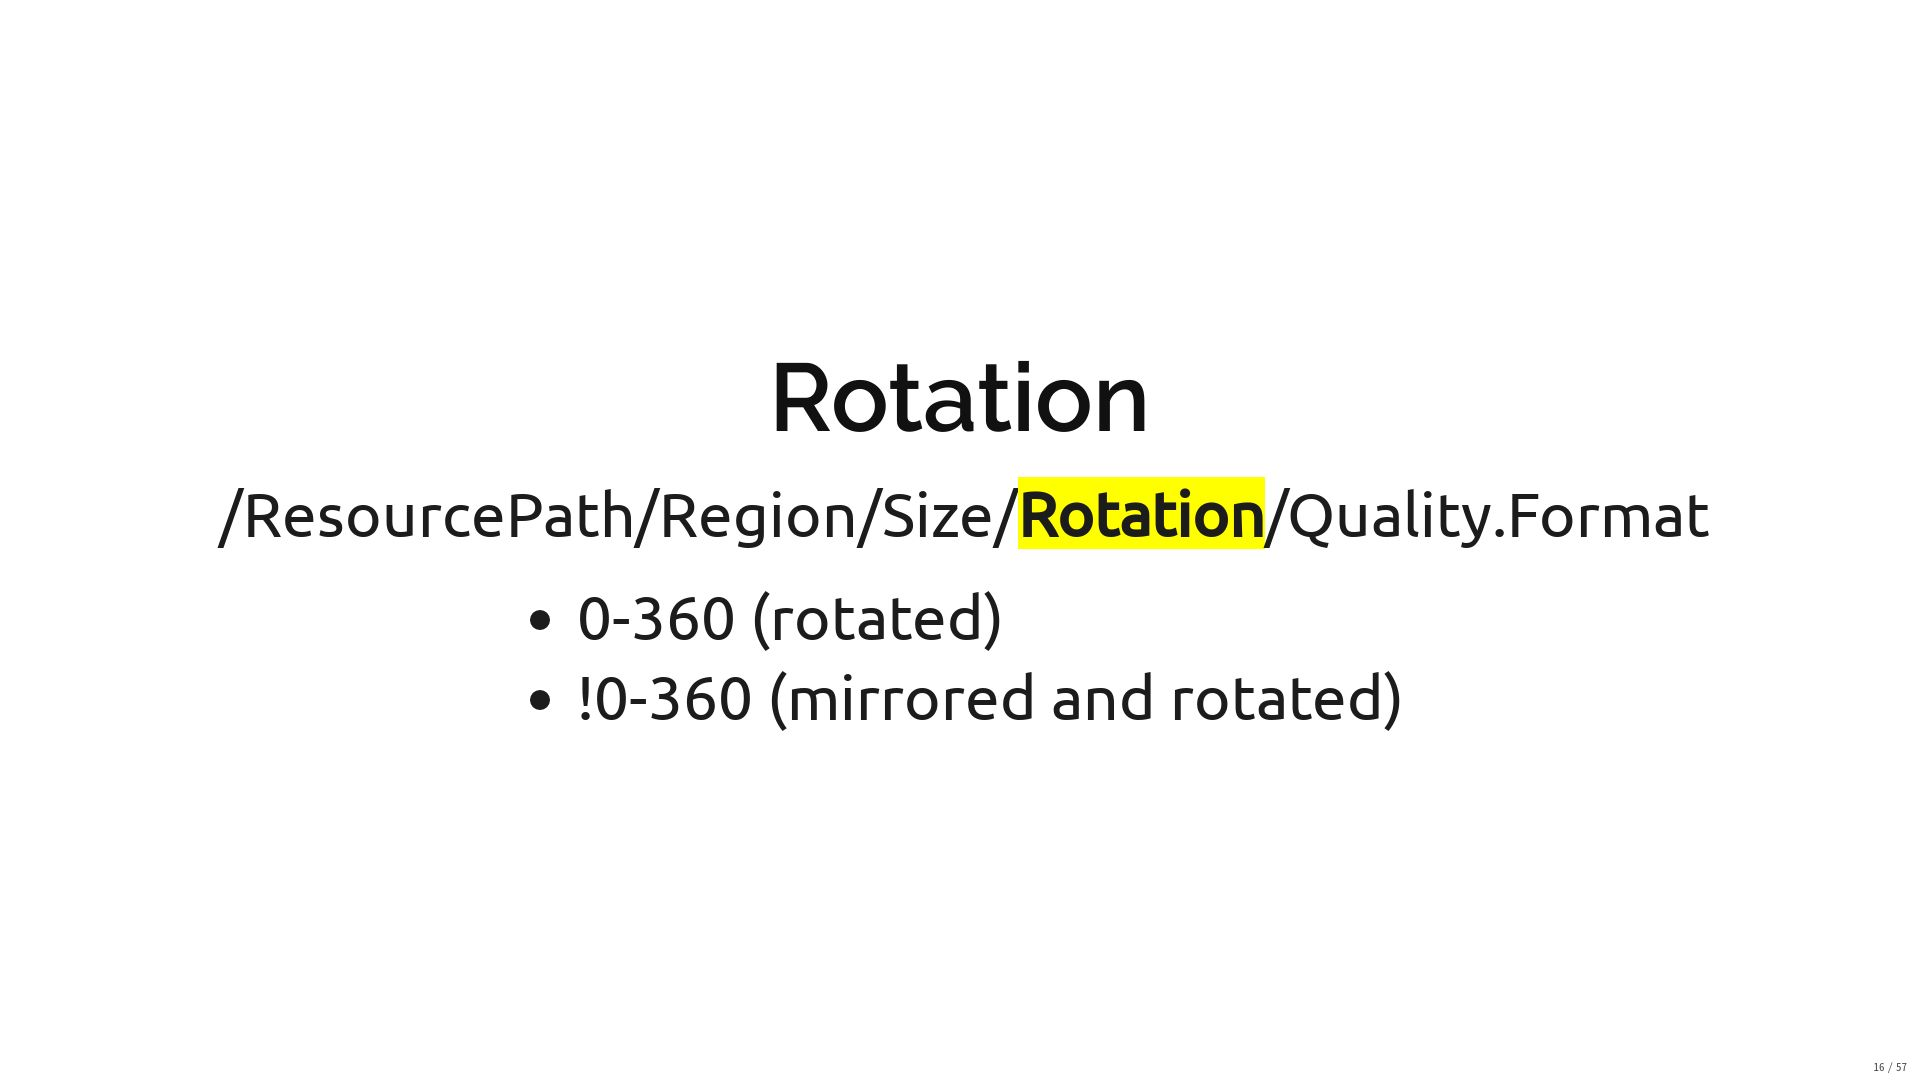 Rotation
/ResourcePath/Region/Size/Rotation/Quality.Format
• 0-360 (rotated)
• !0-360 (mirrored and rotated)
16 / 57